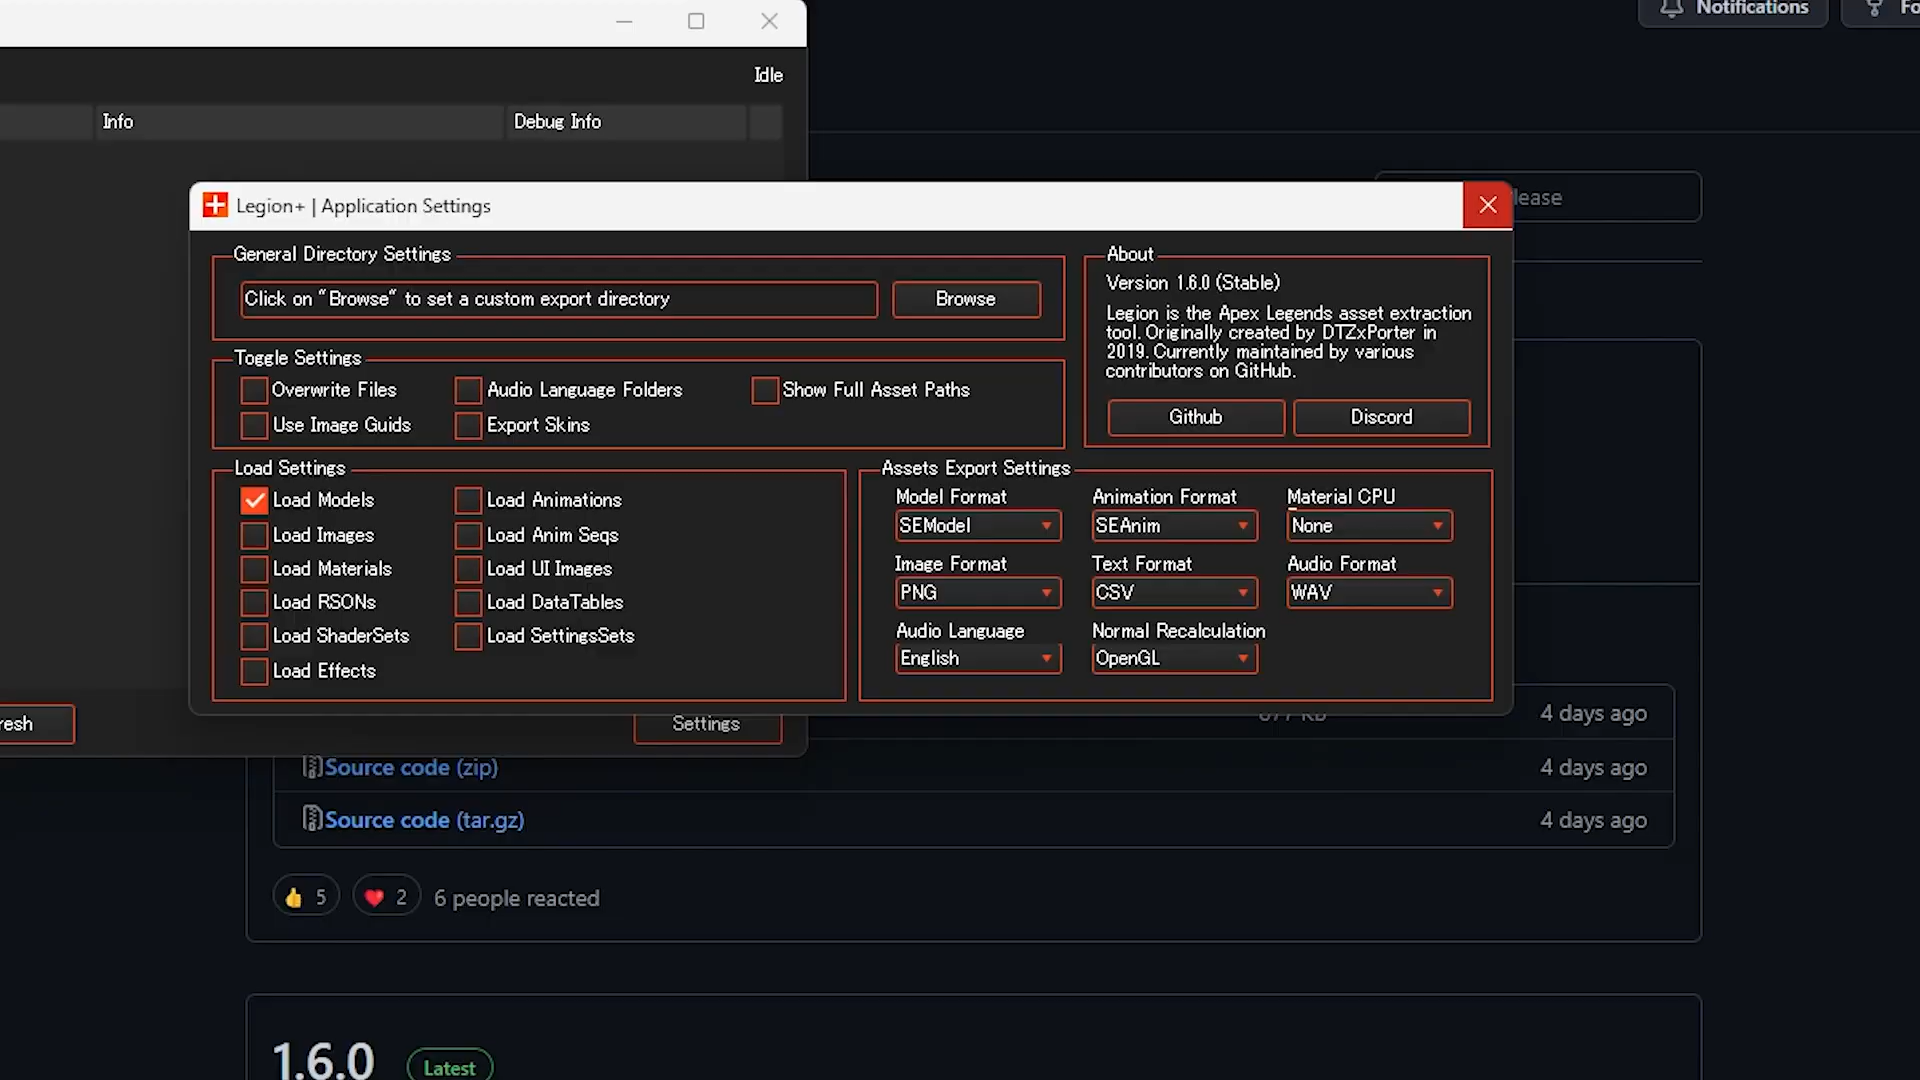 Notifications
Idle
Info
Debug Info
Legion+ | Application Settings
General Directory Settings
Click on "Browse" to set a custom export directory
Browse
Toggle Settings
Overwrite Files
Audio Language Folders
Show Full Asset Paths
Use Image Guids
Export Skins
About
Version 1.6.0 (Stable)
Legion is the Apex Legends asset extraction
tool. Originally created by DTZxPorter in
2019. Currently maintained by various
contributors on GitHub.
Github
Discord
Load Settings
Load Models
Load Animations
Load Images
Load Anim Seqs
Load Materials
Load UI Images
Load RSONs
Load DataTables
Load ShaderSets
Load SettingsSets
Load Effects
Assets Export Settings
Model Format
Animation Format
Material CPU
SEModel
SEAnim
None
Image Format
Text Format
Audio Format
PNG
CSV
WAV
Audio Language
Normal Recalculation
English
OpenGL
Settings
4 days ago
Source code (zip)
4 days ago
Source code (tar.gz)
4 days ago
5
2
6 people reacted
1.6.0
Latest